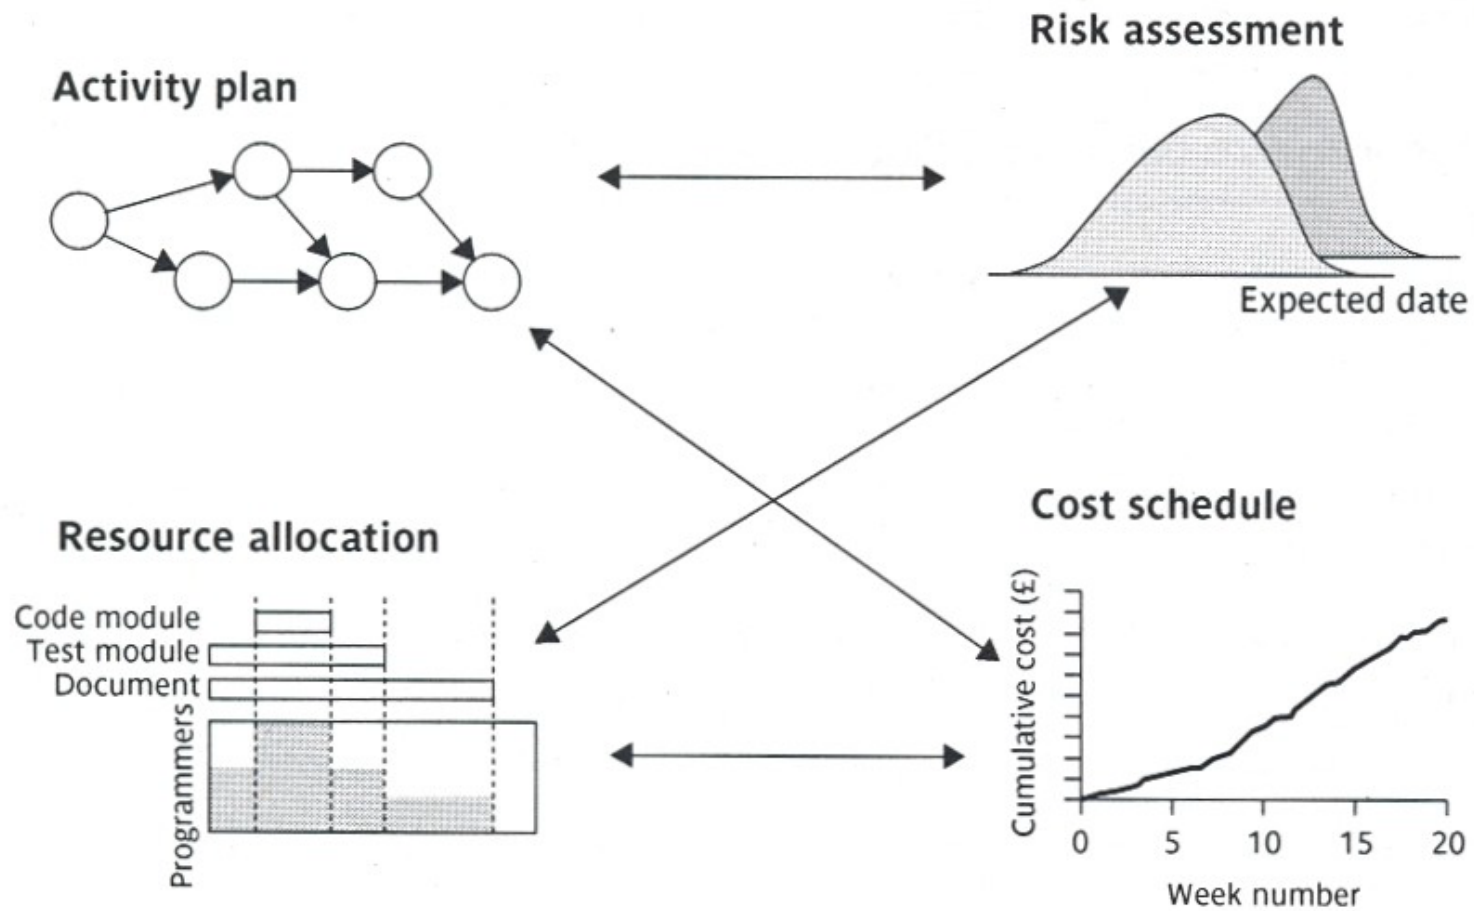 Risk assessment
Activity plan
Expected date
Resource allocation
Code module
Test module
Document
Programmers
Cost schedule
Cumulative cost (£)
0 5 10 15 20
Week number